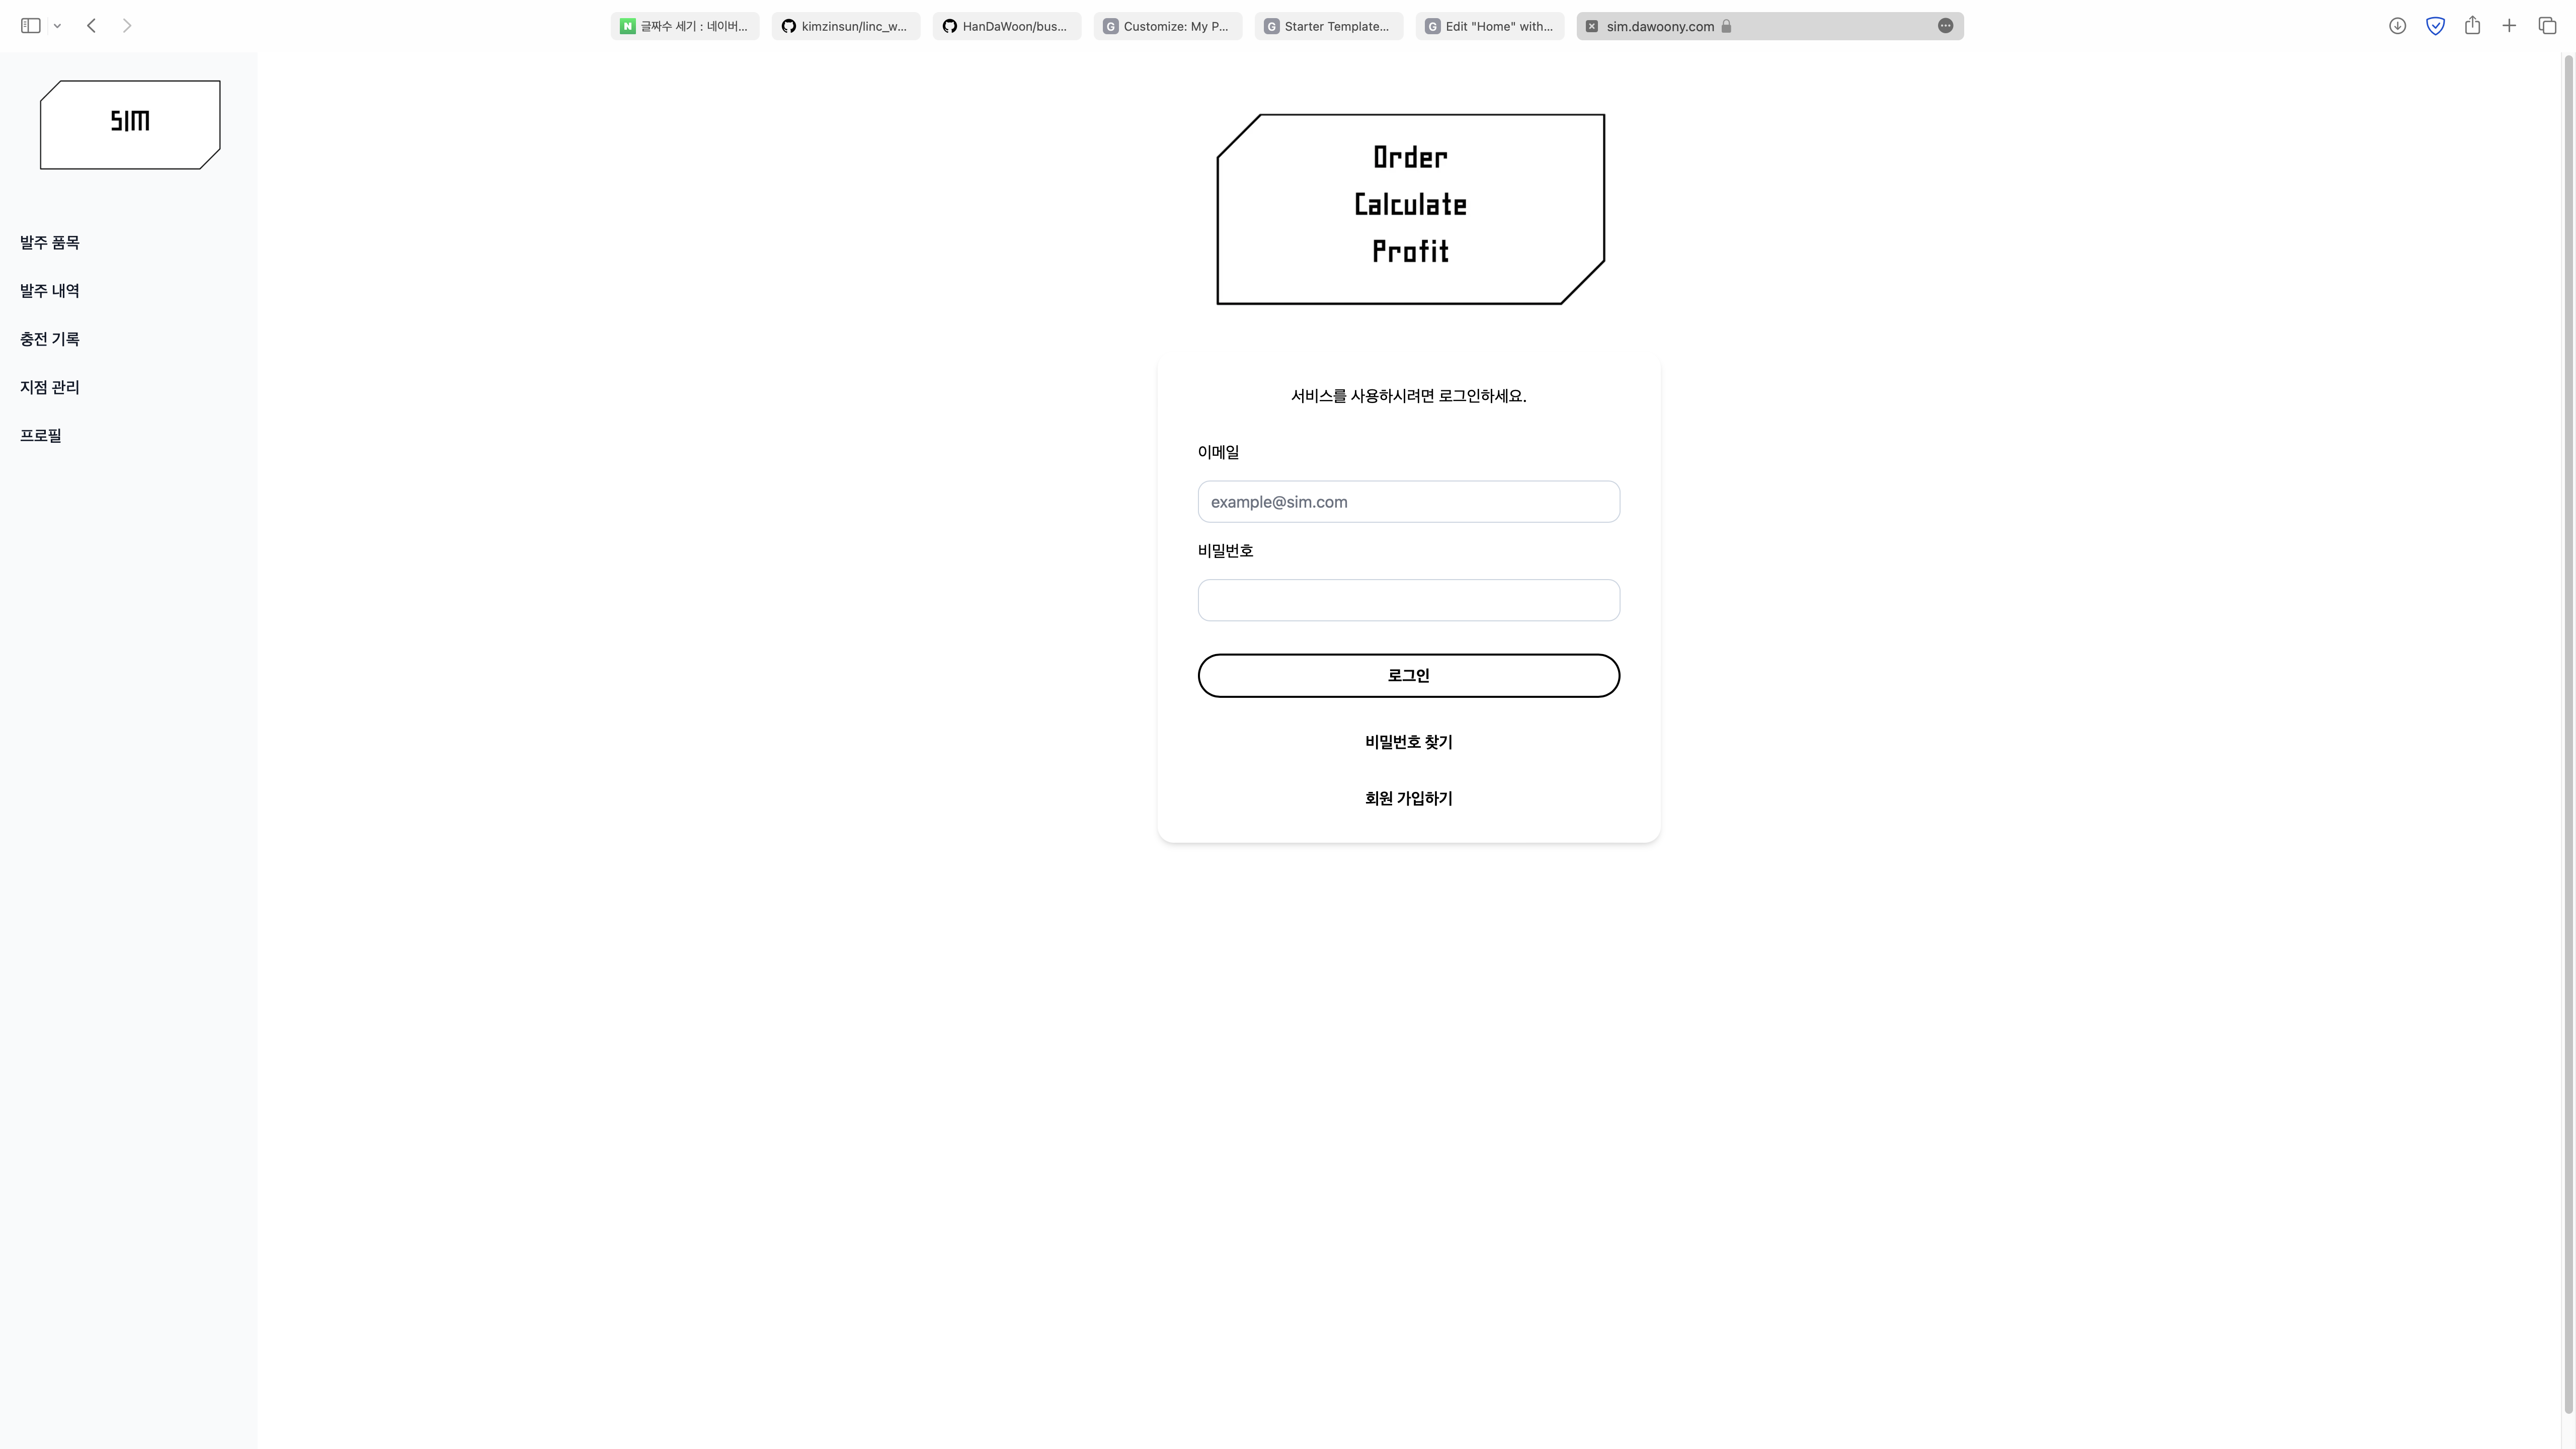 글짜수 세기 : 네이버...
kimzinsun/linc_w...
HanDaWoon/bus...
Customize: My P...
Starter Template...
Edit "Home" with...
sim.dawoony.com
SIM
발주 품목
발주 내역
충전 기록
지점 관리
프로필
Order
Calculate
Profit
서비스를 사용하시려면 로그인하세요.
이메일
example@sim.com
비밀번호
로그인
비밀번호 찾기
회원 가입하기